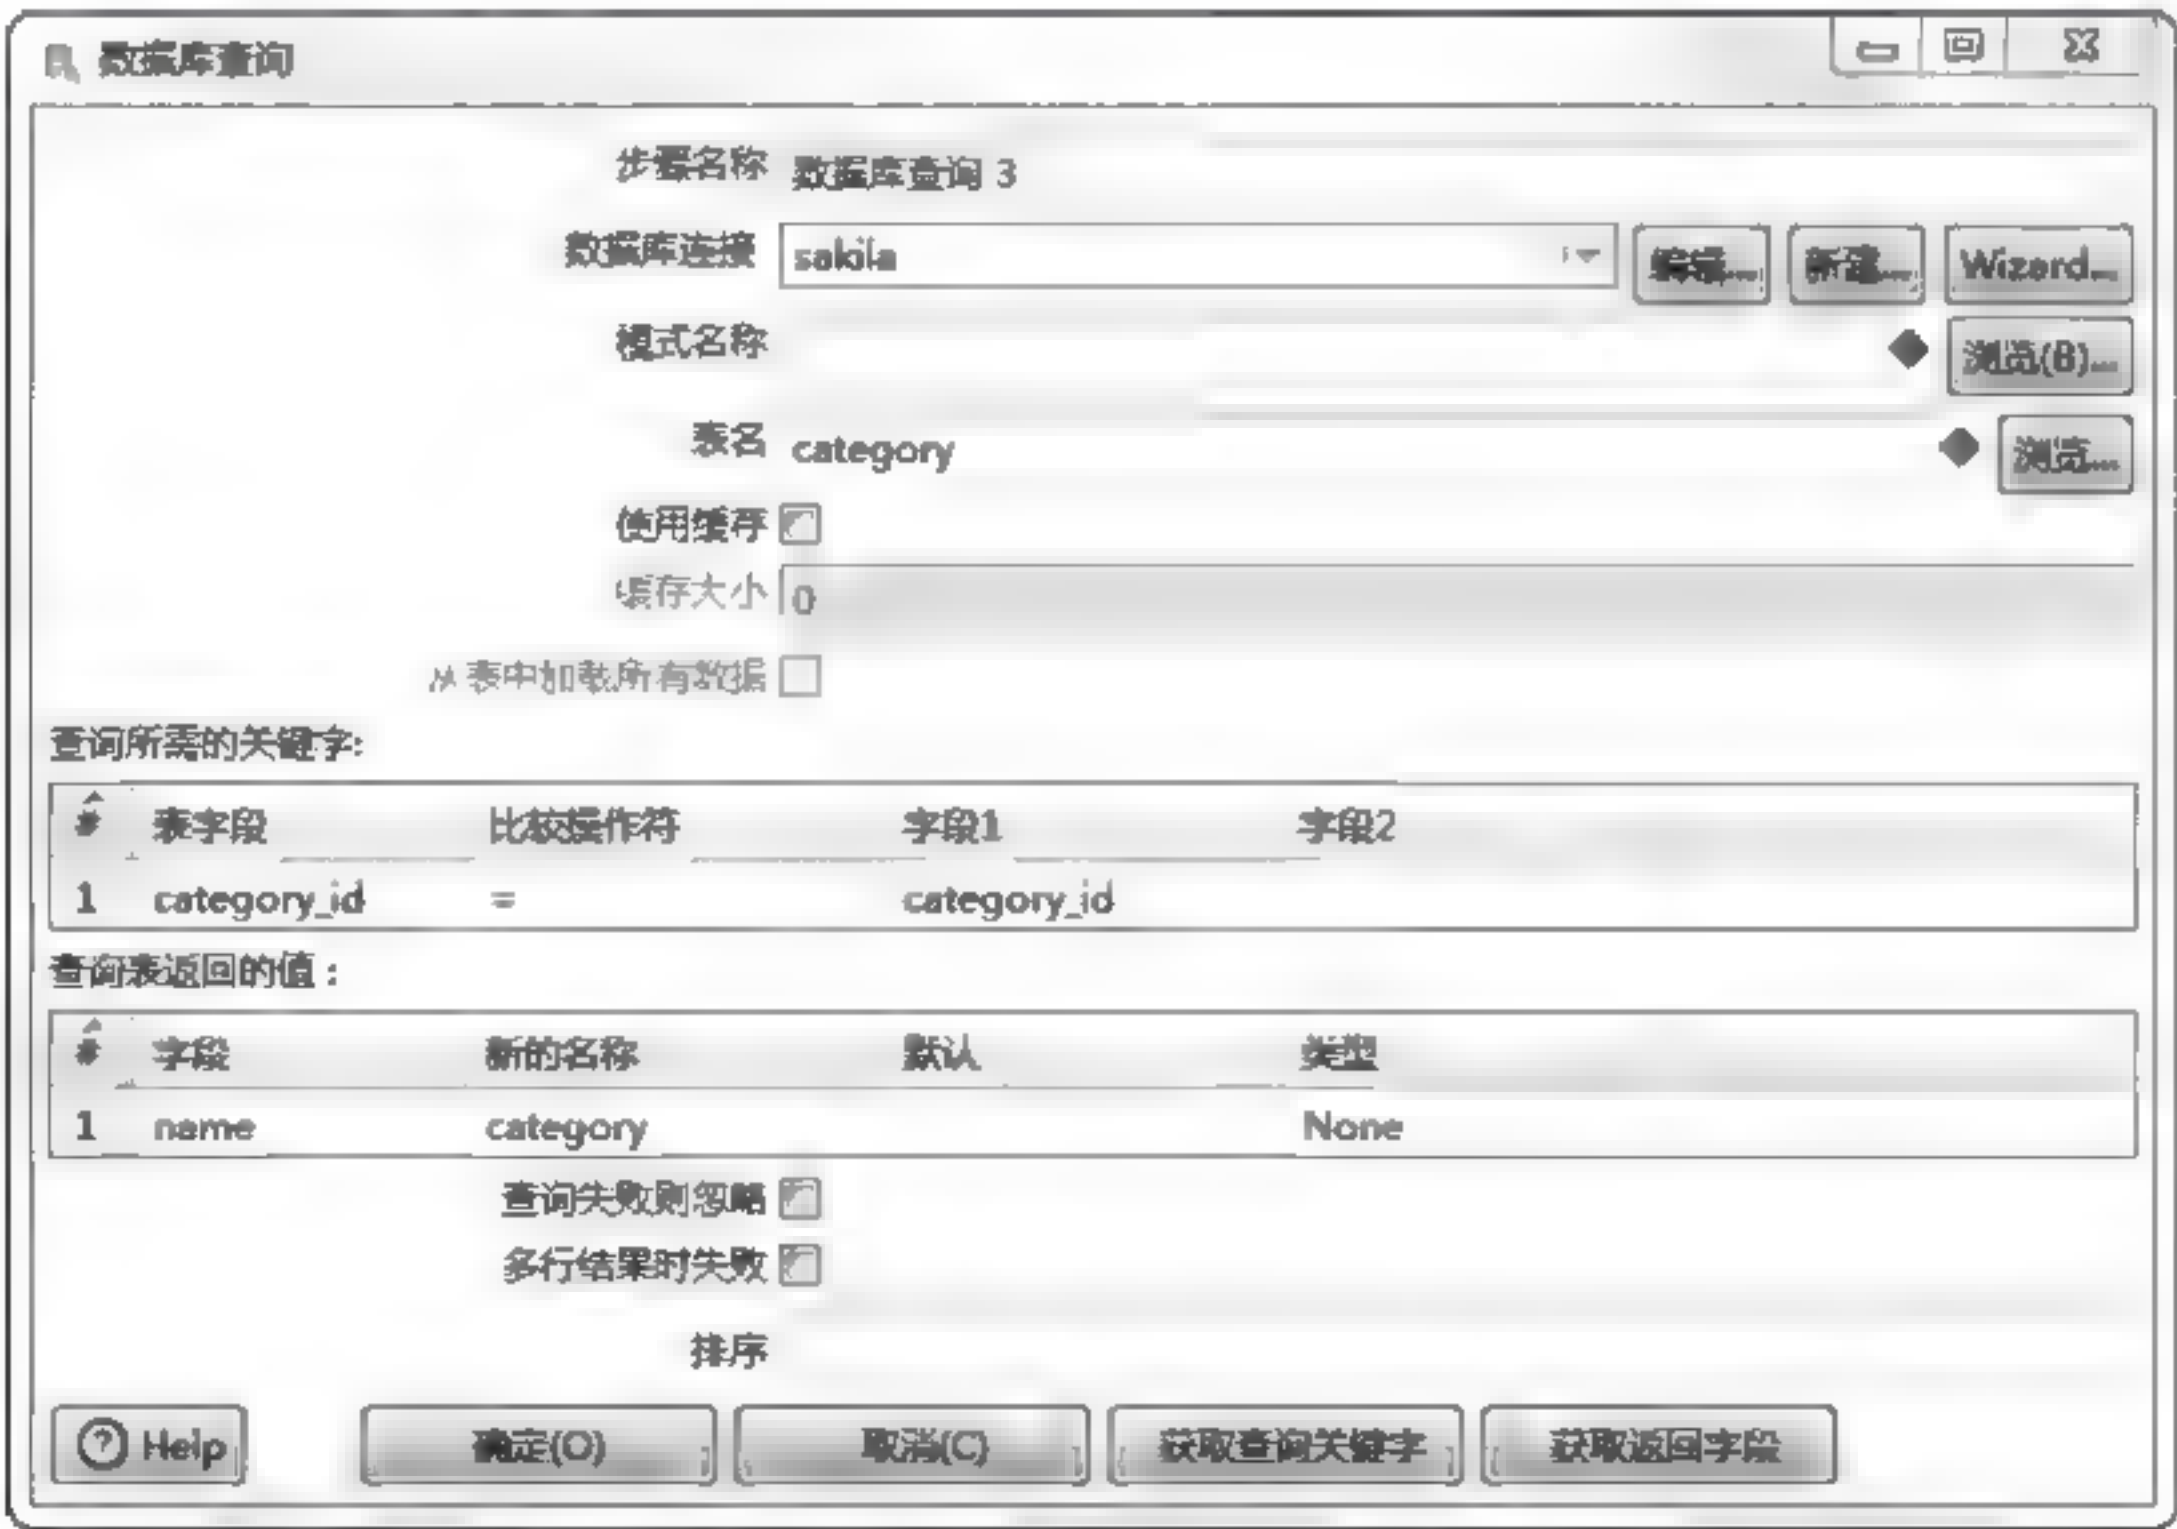 数据库查询
步骤名称 数据库查询 3
数据库连接 sakila 编辑... 新建... Wizard...
模式名称 浏览(B)...
表名 category 浏览...
使用缓存
缓存大小 0
从表中加载所有数据
查询所需的关键字:
# 表字段 比较操作符 字段1 字段2
1 category_id = category_id
查询表返回的值：
# 字段 新的名称 默认 类型
1 name category None
查询失败则忽略
多行结果时失败
排序
Help 确定(O) 取消(C) 获取查询关键字 获取返回字段